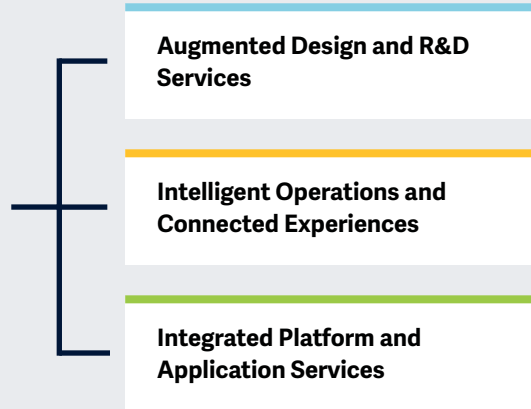 Augmented Design and R&D
Services
Intelligent Operations and
Connected Experiences
Integrated Platform and
Application Services